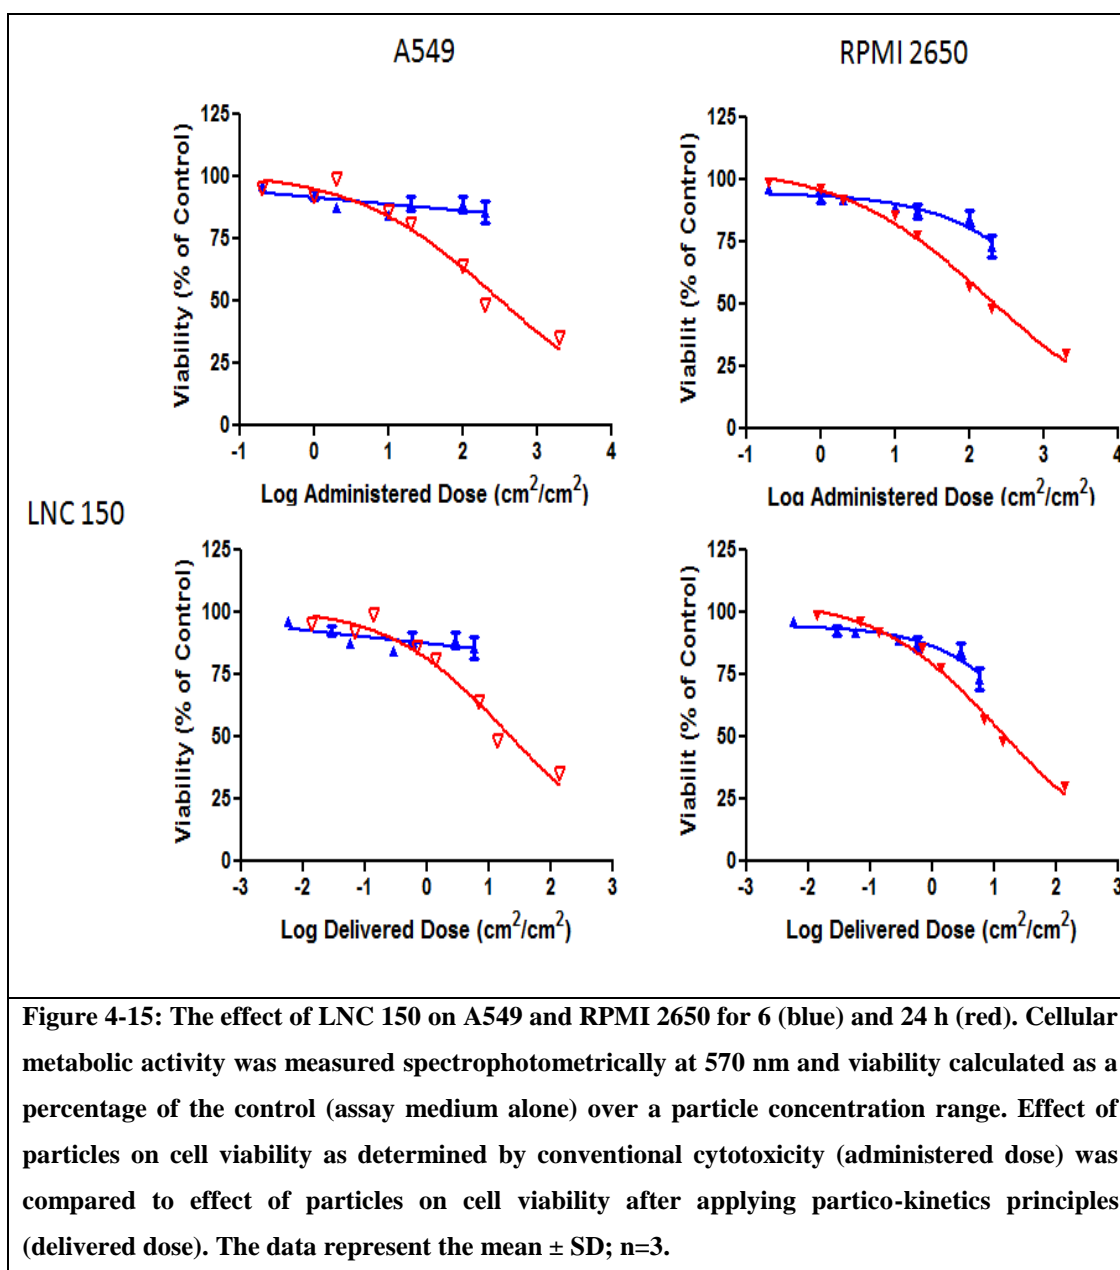 A549
RPMI 2650
125
100
75
50
25
0
Viability (% of Control)
-1 0 1 2 3 4
Log Administered Dose (cm²/cm²)
125
100
75
50
25
0
Viabilit (% of Control)
-1 0 1 2 3 4
Log Administered Dose (cm²/cm²)
LNC 150
125
100
75
50
25
0
Viability (% of Control)
-3 -2 -1 0 1 2 3
Log Delivered Dose (cm²/cm²)
125
100
75
50
25
0
Viabilit (% of Control)
-3 -2 -1 0 1 2 3
Log Delivered Dose (cm²/cm²)
Figure 4-15: The effect of LNC 150 on A549 and RPMI 2650 for 6 (blue) and 24 h (red). Cellular
metabolic activity was measured spectrophotometrically at 570 nm and viability calculated as a
percentage of the control (assay medium alone) over a particle concentration range. Effect of
particles on cell viability as determined by conventional cytotoxicity (administered dose) was
compared to effect of particles on cell viability after applying partico-kinetics principles
(delivered dose). The data represent the mean ± SD; n=3.